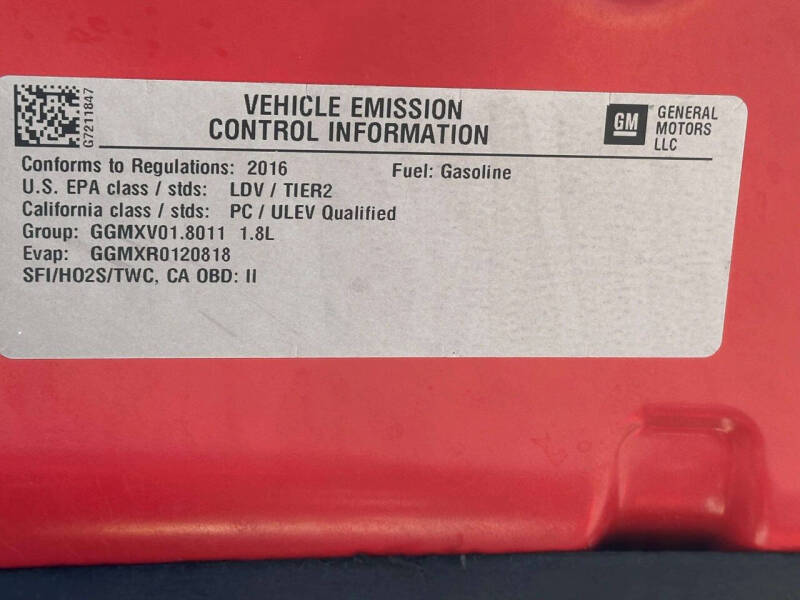 G7211847
VEHICLE EMISSION
CONTROL INFORMATION
GM
GENERAL
MOTORS
LLC
Conforms to Regulations: 2016 Fuel: Gasoline
U.S. EPA class / stds: LDV / TIER2
California class / stds: PC / ULEV Qualified
Group: GGMXV01.8011 1.8L
Evap: GGMXR0120818
SFI/HO2S/TWC, CA OBD: II